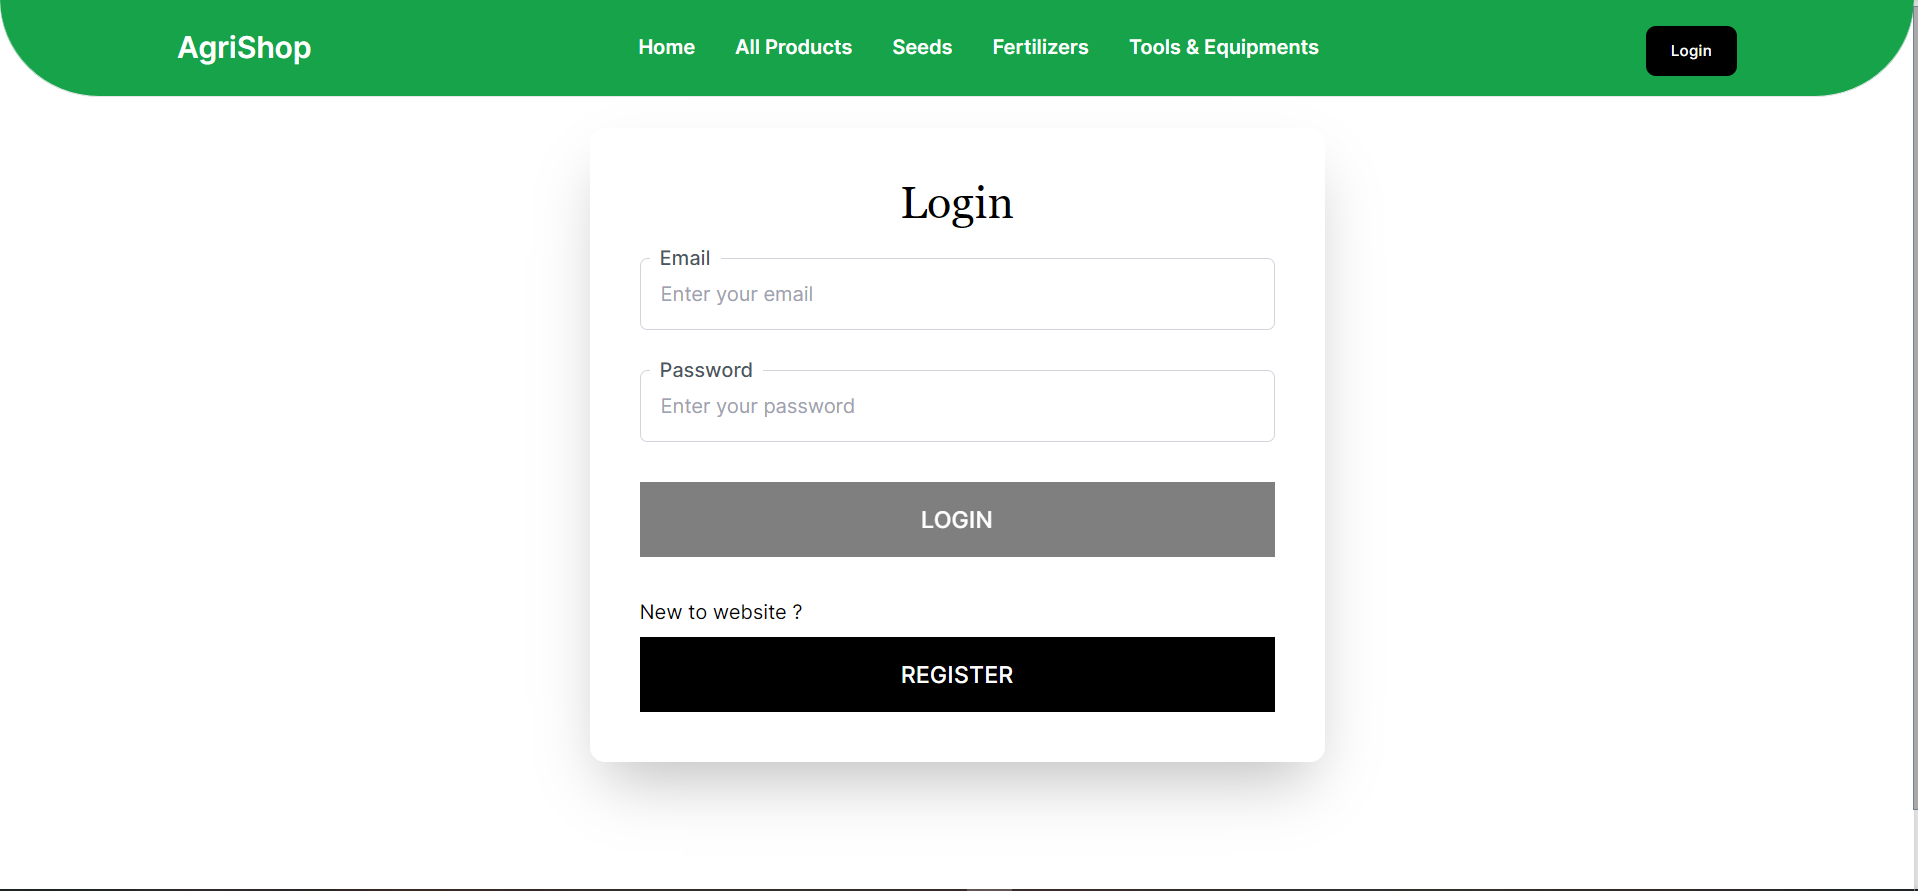 AgriShop Home All Products Seeds Fertilizers Tools & Equipments Login
Login
Email
Enter your email
Password
Enter your password
LOGIN
New to website ?
REGISTER